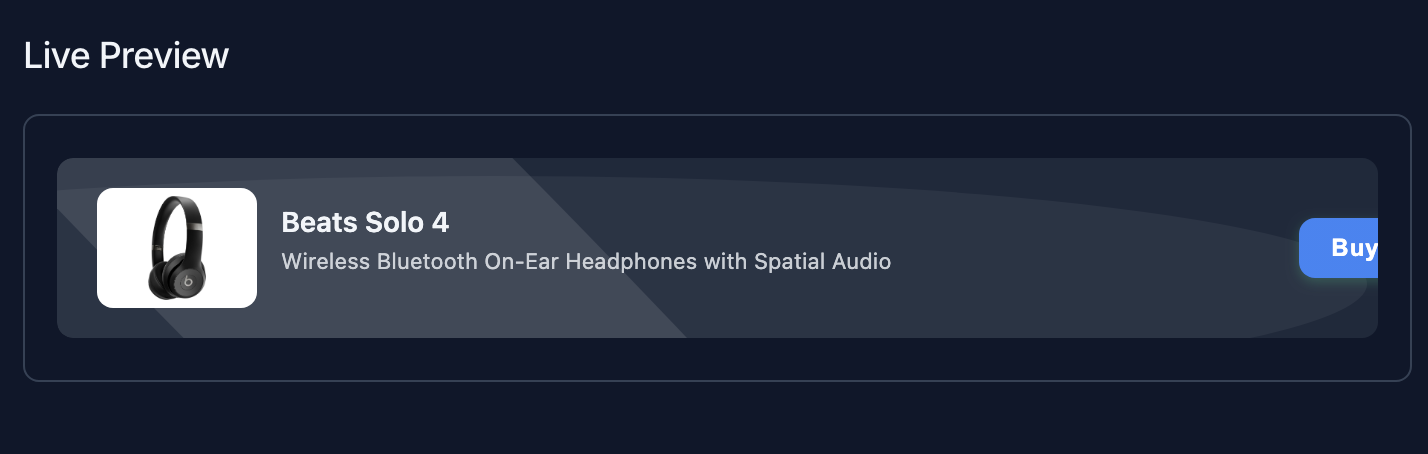 Live Preview
Beats Solo 4
Wireless Bluetooth On-Ear Headphones with Spatial Audio
Buy
b